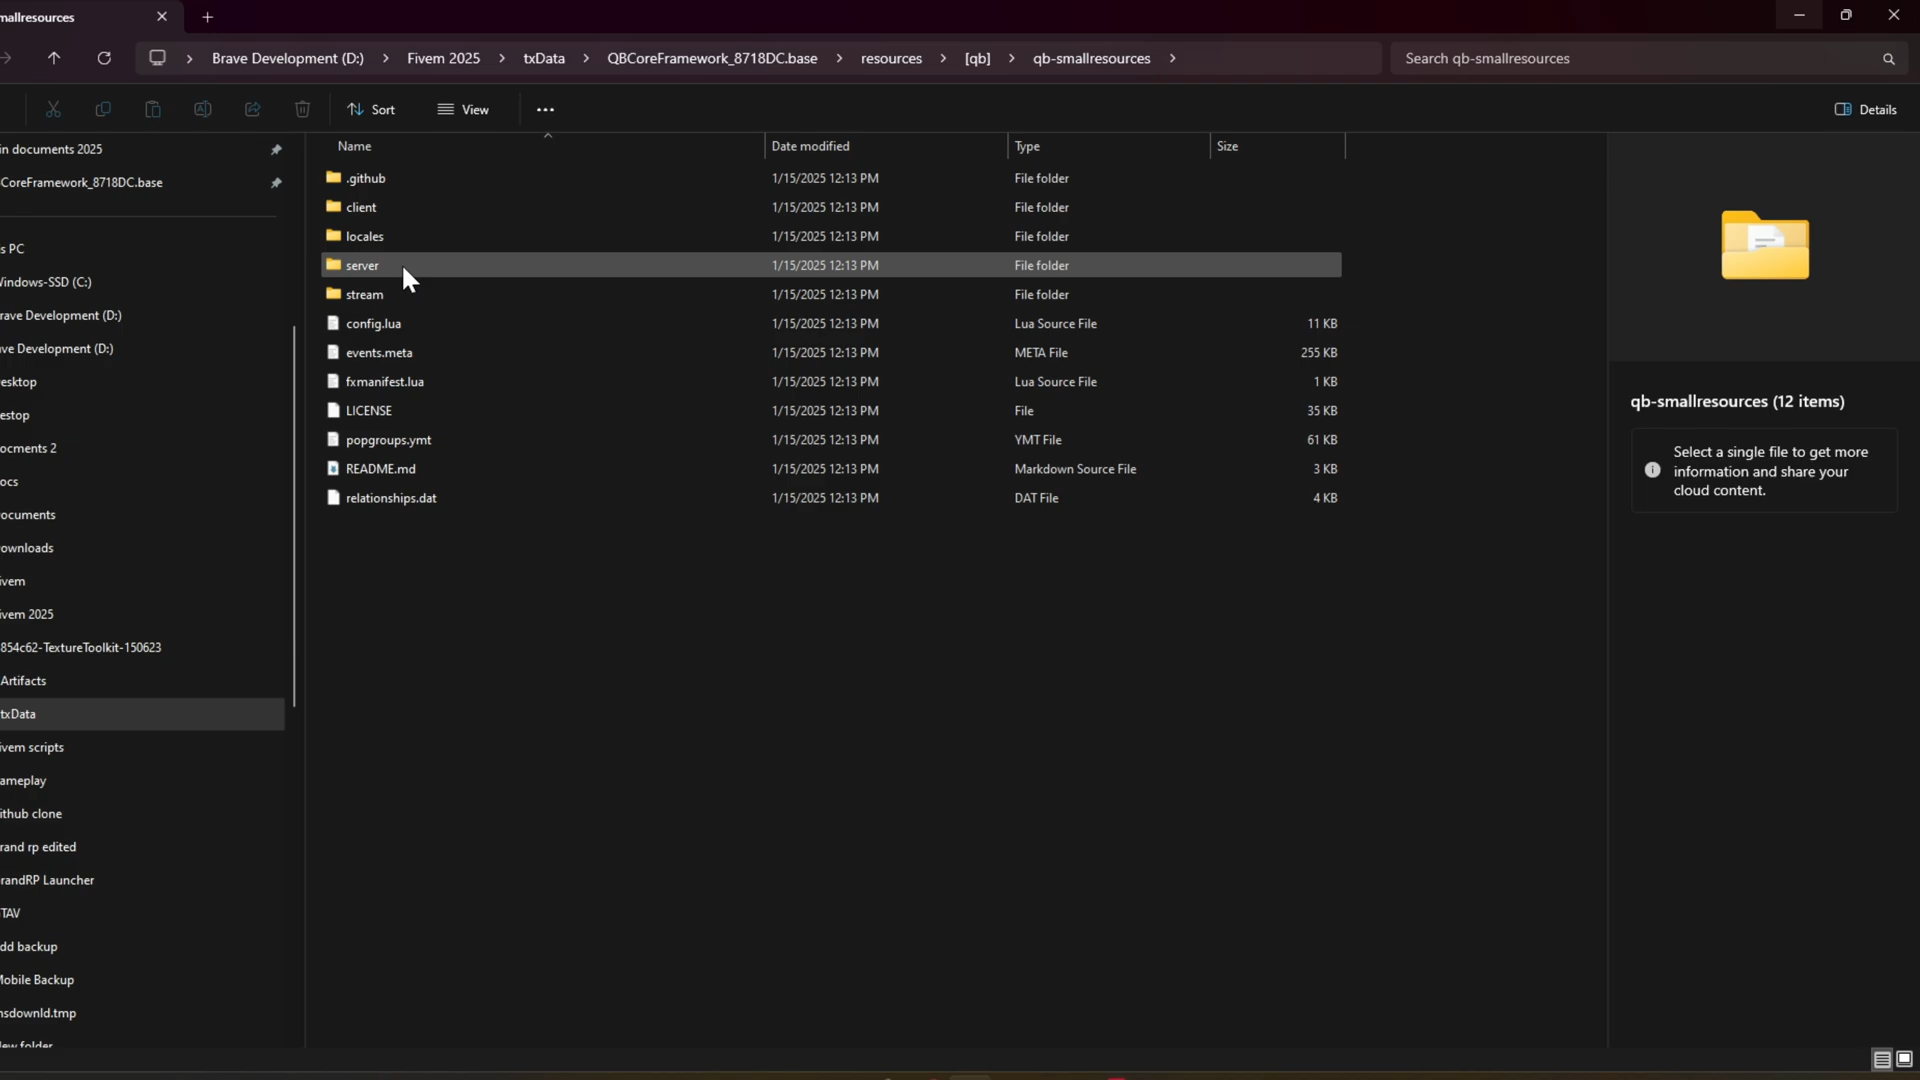 mallresources
Brave Development (D:) Fivem 2025 txData QBCoreFramework_8718DC.base resources [qb] qb-smallresources
Search qb-smallresources
Sort View Details
in documents 2025
CoreFramework_8718DC.base
s PC
Windows-SSD (C:)
rave Development (D:)
ve Development (D:)
esktop
estop
ocments 2
ocs
ocuments
ownloads
ivem
ivem 2025
854c62-TextureToolkit-150623
Artifacts
txData
ivem scripts
ameplay
ithub clone
rand rp edited
randRP Launcher
TAV
dd backup
Mobile Backup
nsdownld.tmp
ew folder
Name Date modified Type Size
.github 1/15/2025 12:13 PM File folder
client 1/15/2025 12:13 PM File folder
locales 1/15/2025 12:13 PM File folder
server 1/15/2025 12:13 PM File folder
stream 1/15/2025 12:13 PM File folder
config.lua 1/15/2025 12:13 PM Lua Source File 11 KB
events.meta 1/15/2025 12:13 PM META File 255 KB
fxmanifest.lua 1/15/2025 12:13 PM Lua Source File 1 KB
LICENSE 1/15/2025 12:13 PM File 35 KB
popgroups.ymt 1/15/2025 12:13 PM YMT File 61 KB
README.md 1/15/2025 12:13 PM Markdown Source File 3 KB
relationships.dat 1/15/2025 12:13 PM DAT File 4 KB
qb-smallresources (12 items)
Select a single file to get more
information and share your
cloud content.